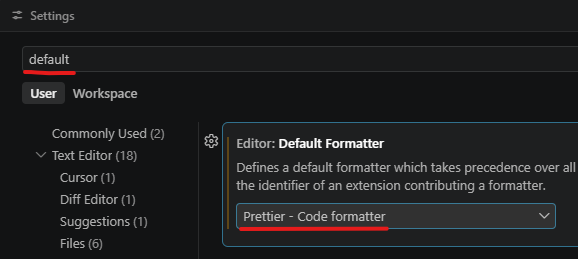 Settings
default
User Workspace
Commonly Used (2)
Text Editor (18)
Cursor (1)
Diff Editor (1)
Suggestions (1)
Files (6)
Editor: Default Formatter
Defines a default formatter which takes precedence over all
the identifier of an extension contributing a formatter.
Prettier - Code formatter